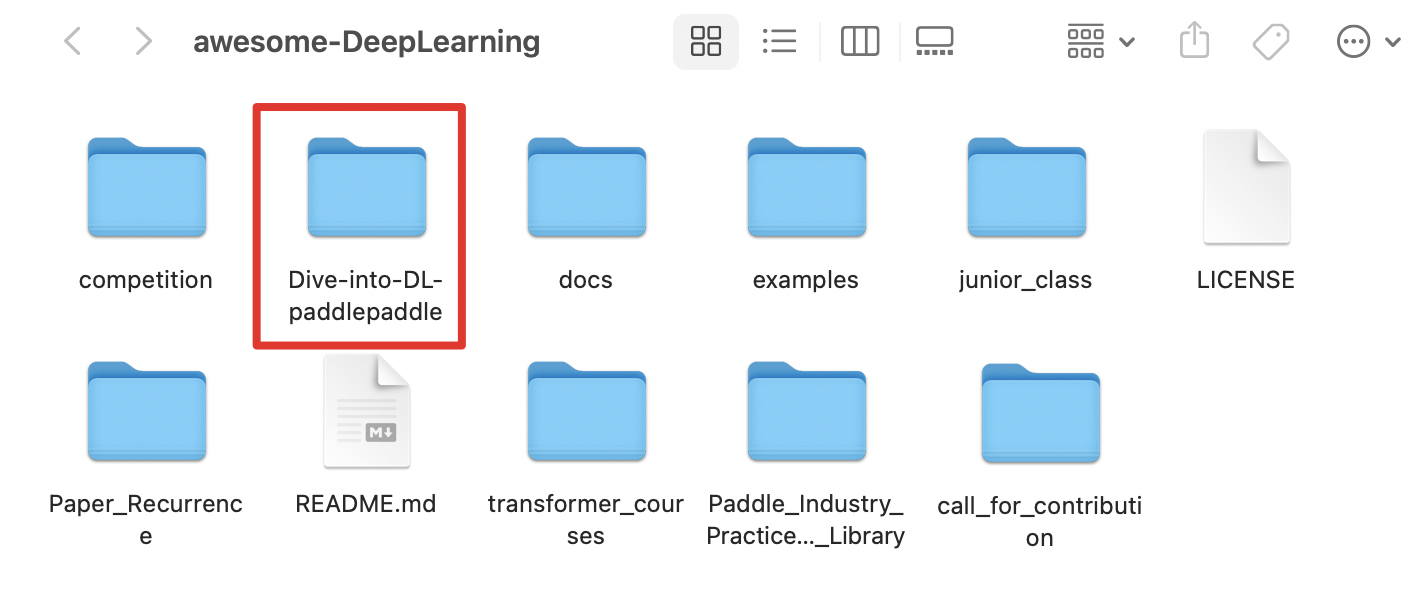 awesome-DeepLearning
competition
Dive-into-DL-
paddlepaddle
docs
examples
junior_class
LICENSE
Paper_Recurrenc
e
M↓
README.md
transformer_cour
ses
Paddle_Industry_
Practice..._Library
call_for_contributi
on